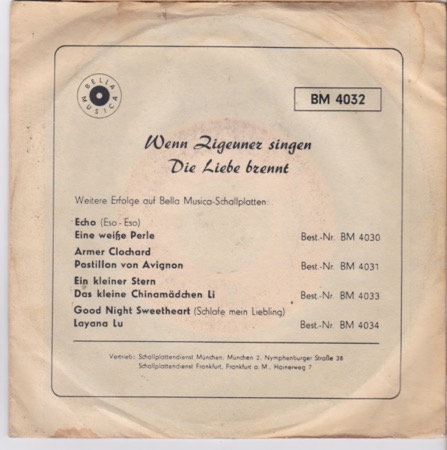 BELLA MUSICA
BM 4032
Wenn Zigeuner singen
Die Liebe brennt
Weitere Erfolge auf Bella Musica-Schallplatten:
Echo (Eso - Eso)
Eine weiße Perle Best.-Nr. BM 4030
Armer Clochard
Postillon von Avignon Best.-Nr. BM 4031
Ein kleiner Stern
Das kleine Chinamädchen Li Best.-Nr. BM 4033
Good Night Sweetheart (Schlafe mein Liebling)
Layana Lu Best.-Nr. BM 4034
Vertrieb: Schallplattendienst München, München 2, Nymphenburger Straße 38
Schallplattendienst Frankfurt, Frankfurt a. M., Hainerweg 7